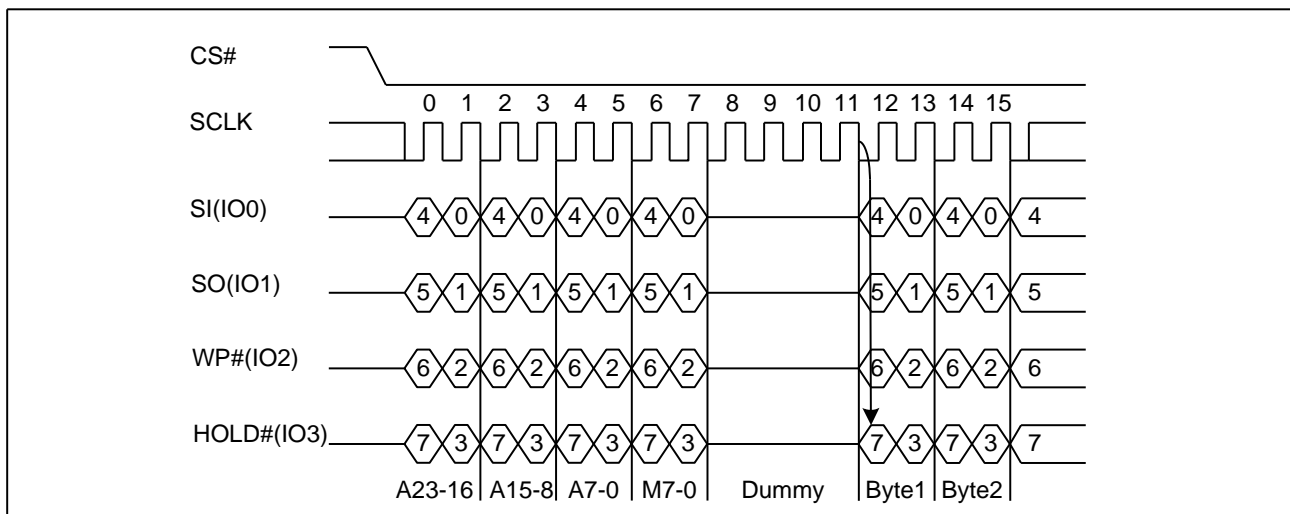 CS#
0 1 2 3 4 5 6 7 8 9 10 11 12 13 14 15
SCLK
SI(IO0) 4 0 4 0 4 0 4 0 4 0 4 0 4
SO(IO1) 5 1 5 1 5 1 5 1 5 1 5 1 5
WP#(IO2) 6 2 6 2 6 2 6 2 6 2 6 2 6
HOLD#(IO3) 7 3 7 3 7 3 7 3 7 3 7 3 7
A23-16 A15-8 A7-0 M7-0 Dummy Byte1 Byte2